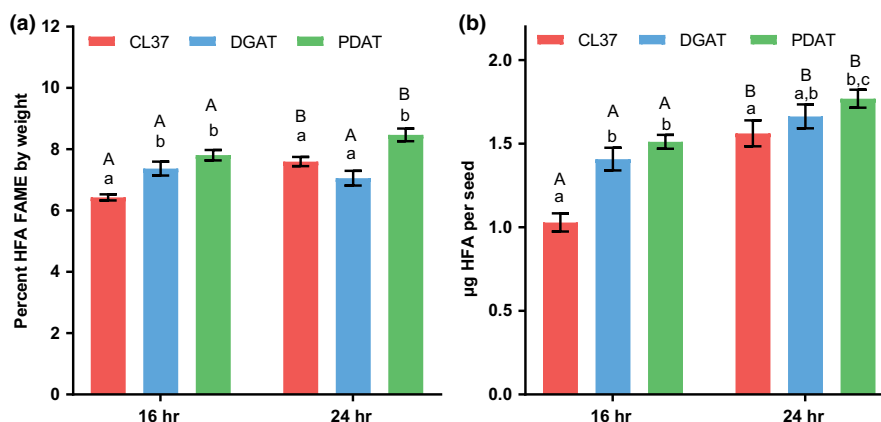 (a)
CL37 DGAT PDAT
Percent HFA FAME by weight
12
10
8
6
4
2
0
A A A B A B
a b b a a b
16 hr 24 hr
(b)
CL37 DGAT PDAT
µg HFA per seed
2.0
1.5
1.0
0.5
0.0
A A A B B B
a b b a a,b b,c
16 hr 24 hr